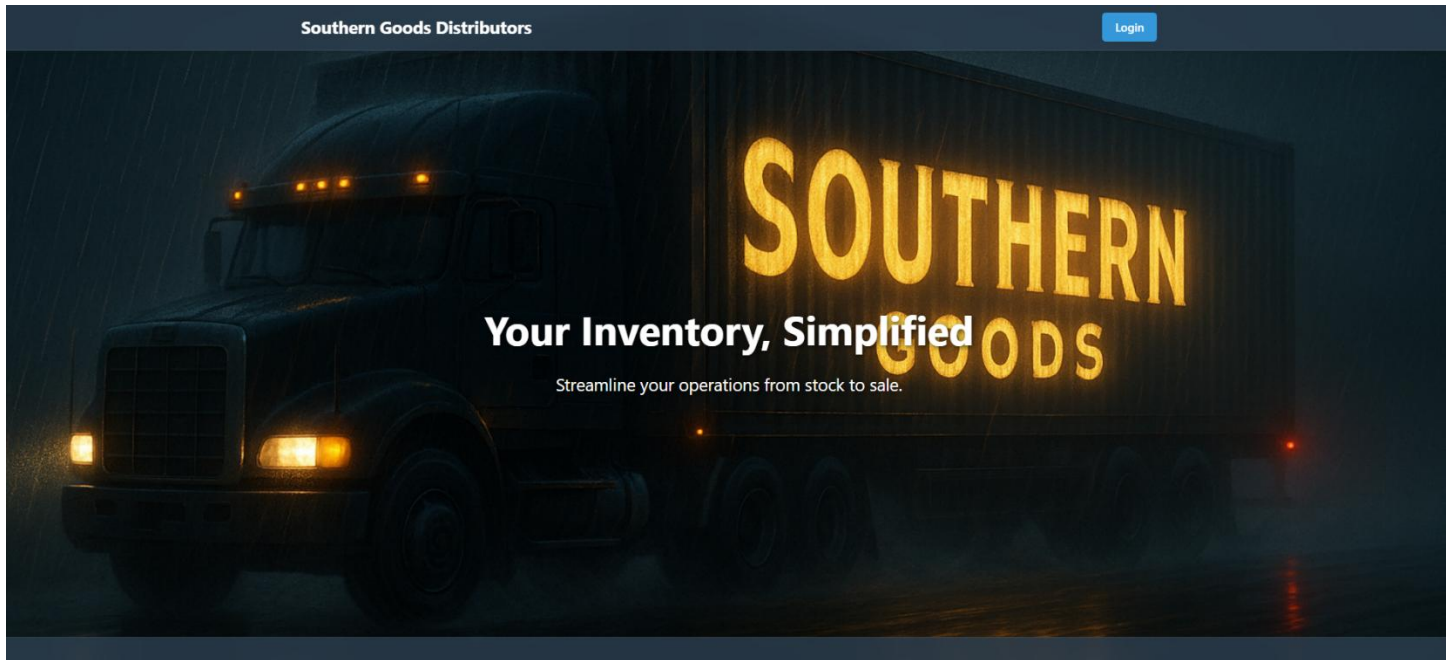 Southern Goods Distributors
Login
SOUTHERN
GOODS
Your Inventory, Simplified
Streamline your operations from stock to sale.